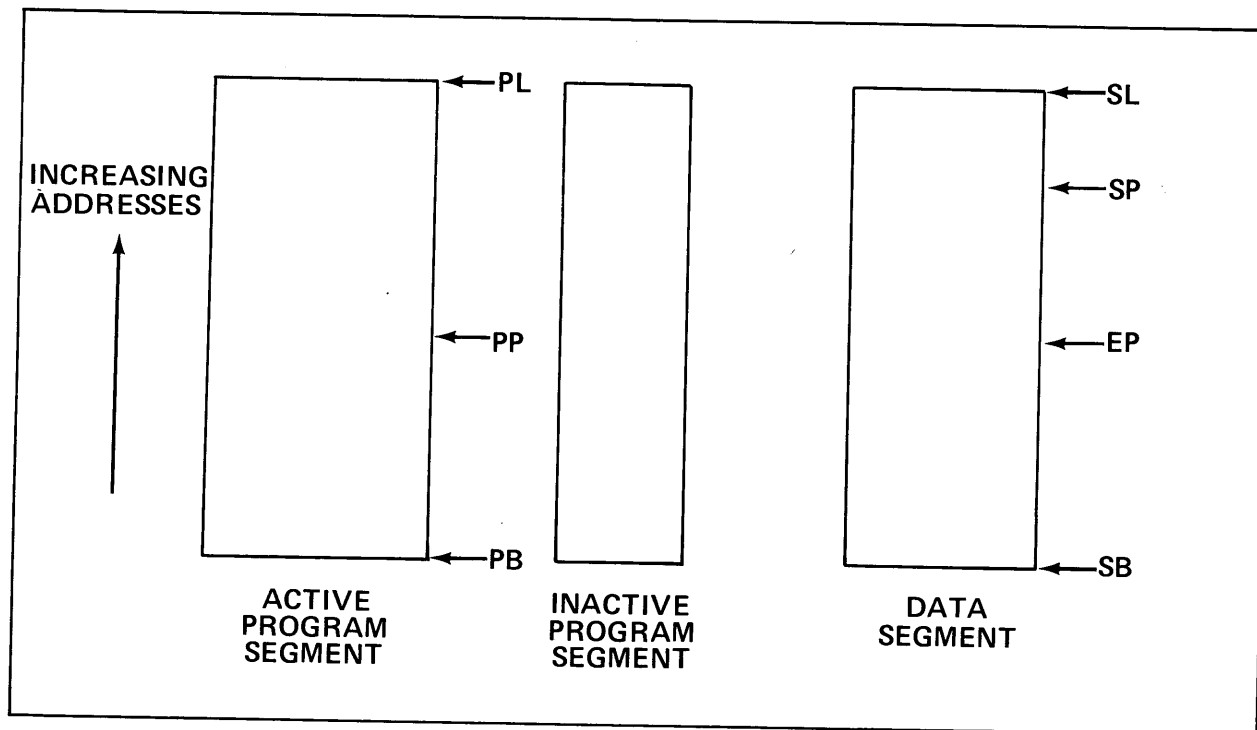 PL
SL
INCREASING
ADDRESSES
SP
PP
EP
PB
SB
ACTIVE
PROGRAM
SEGMENT
INACTIVE
PROGRAM
SEGMENT
DATA
SEGMENT